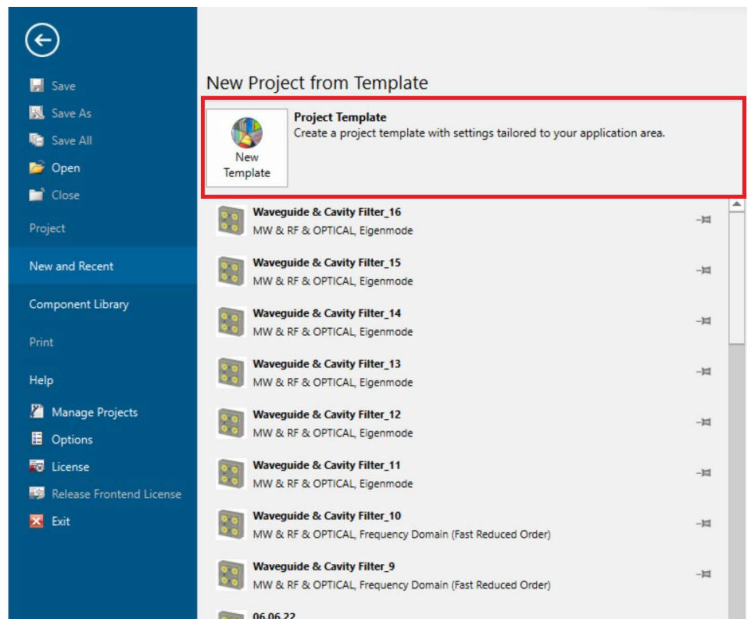 Save
Save As
Save All
Open
Close
Project
New and Recent
Component Library
Print
Help
Manage Projects
Options
License
Release Frontend License
Exit
New Project from Template
New
Template
Project Template
Create a project template with settings tailored to your application area.
Waveguide & Cavity Filter_16
MW & RF & OPTICAL, Eigenmode
Waveguide & Cavity Filter_15
MW & RF & OPTICAL, Eigenmode
Waveguide & Cavity Filter_14
MW & RF & OPTICAL, Eigenmode
Waveguide & Cavity Filter_13
MW & RF & OPTICAL, Eigenmode
Waveguide & Cavity Filter_12
MW & RF & OPTICAL, Eigenmode
Waveguide & Cavity Filter_11
MW & RF & OPTICAL, Eigenmode
Waveguide & Cavity Filter_10
MW & RF & OPTICAL, Frequency Domain (Fast Reduced Order)
Waveguide & Cavity Filter_9
MW & RF & OPTICAL, Frequency Domain (Fast Reduced Order)
06.06.22